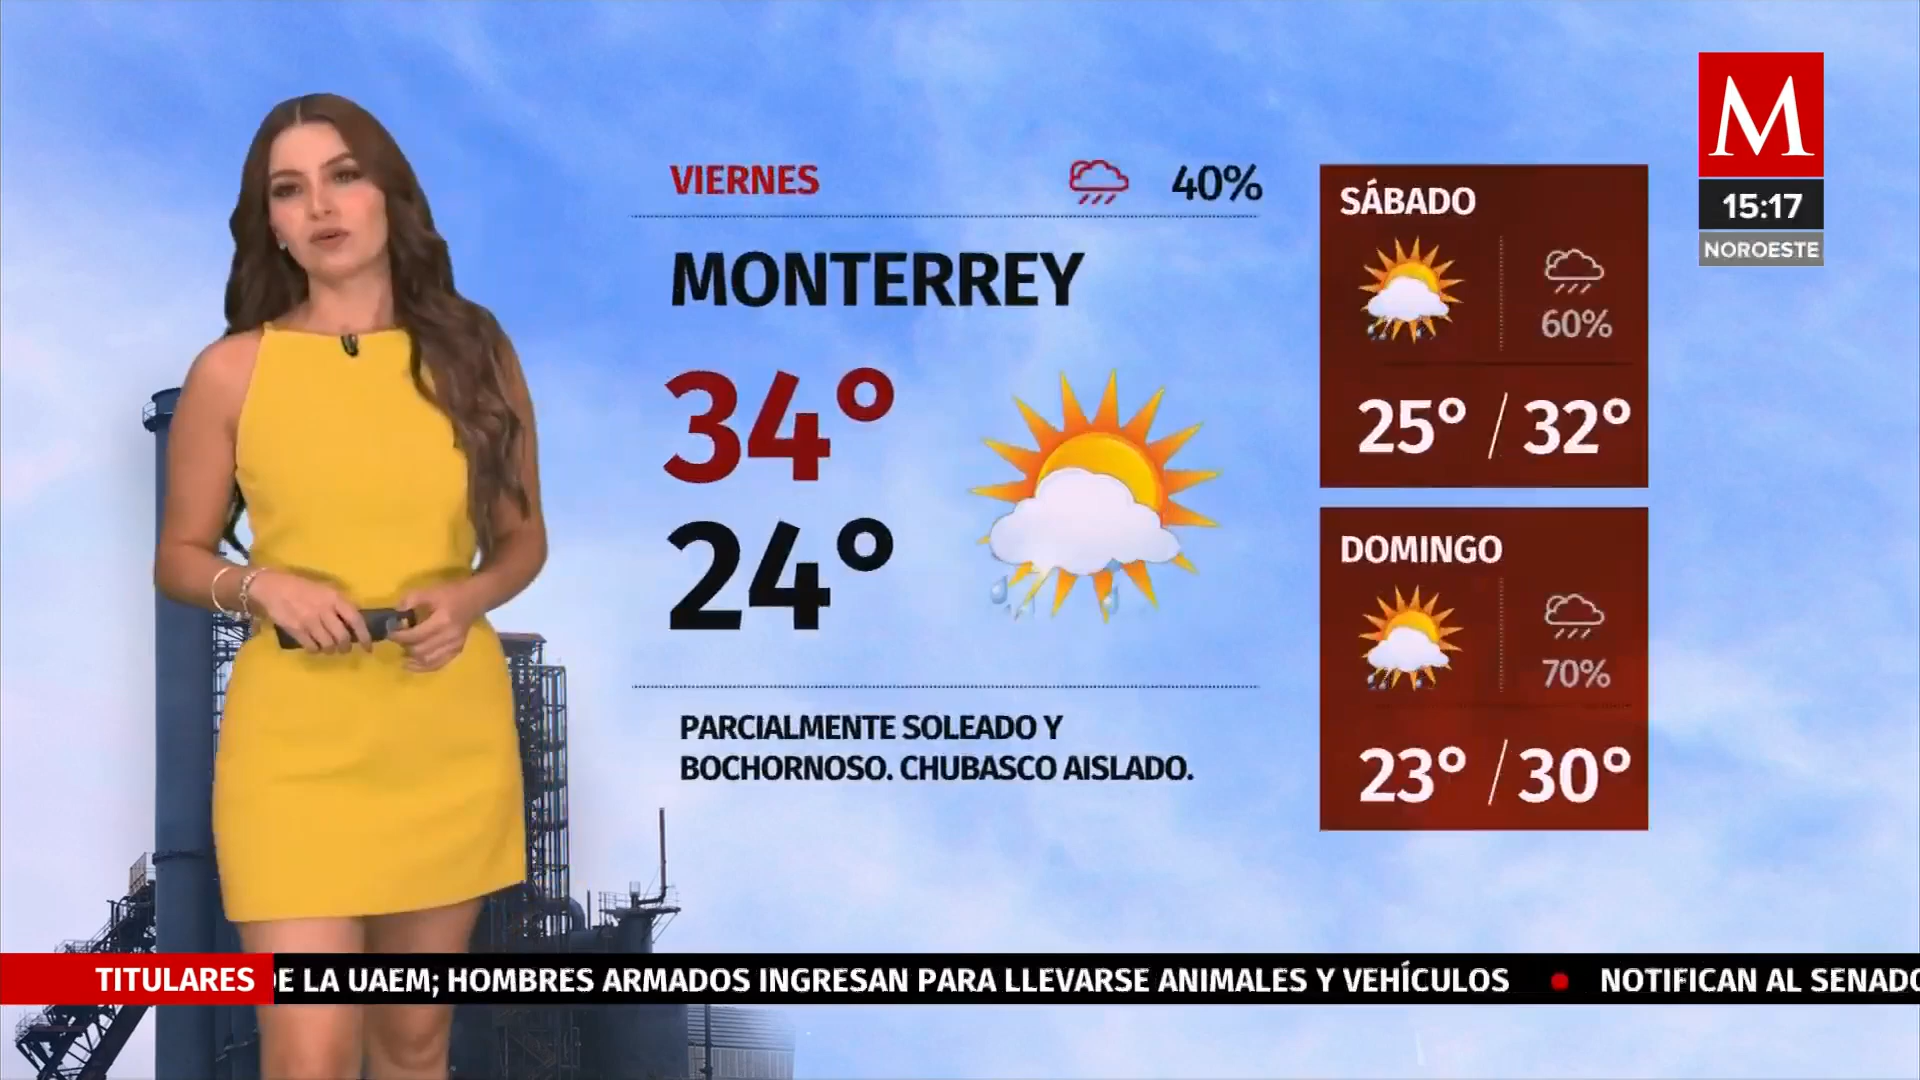 VIERNES
40%
MONTERREY
34°
24°
PARCIALMENTE SOLEADO Y
BOCHORNOSO. CHUBASCO AISLADO.
SÁBADO
60%
25° / 32°
DOMINGO
70%
23° / 30°
M
15:17
NOROESTE
TITULARES
DE LA UAEM; HOMBRES ARMADOS INGRESAN PARA LLEVARSE ANIMALES Y VEHÍCULOS • NOTIFICAN AL SENADO